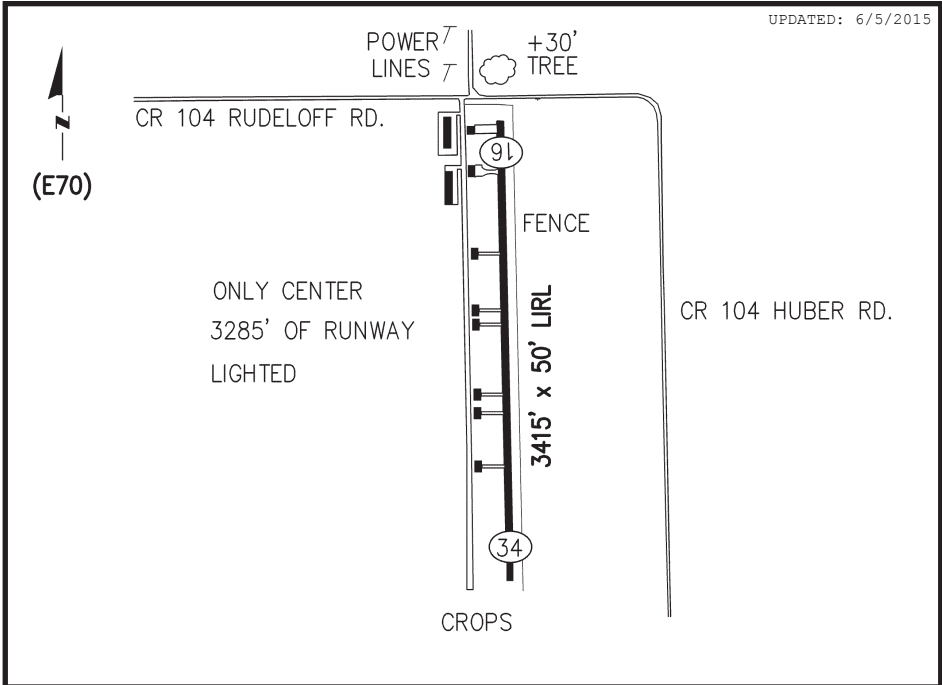 UPDATED: 6/5/2015
POWER
LINES
+30'
TREE
N
CR 104 RUDELOFF RD.
(E70)
16
FENCE
ONLY CENTER
3285' OF RUNWAY
LIGHTED
3415' x 50' LIRL
CR 104 HUBER RD.
34
CROPS